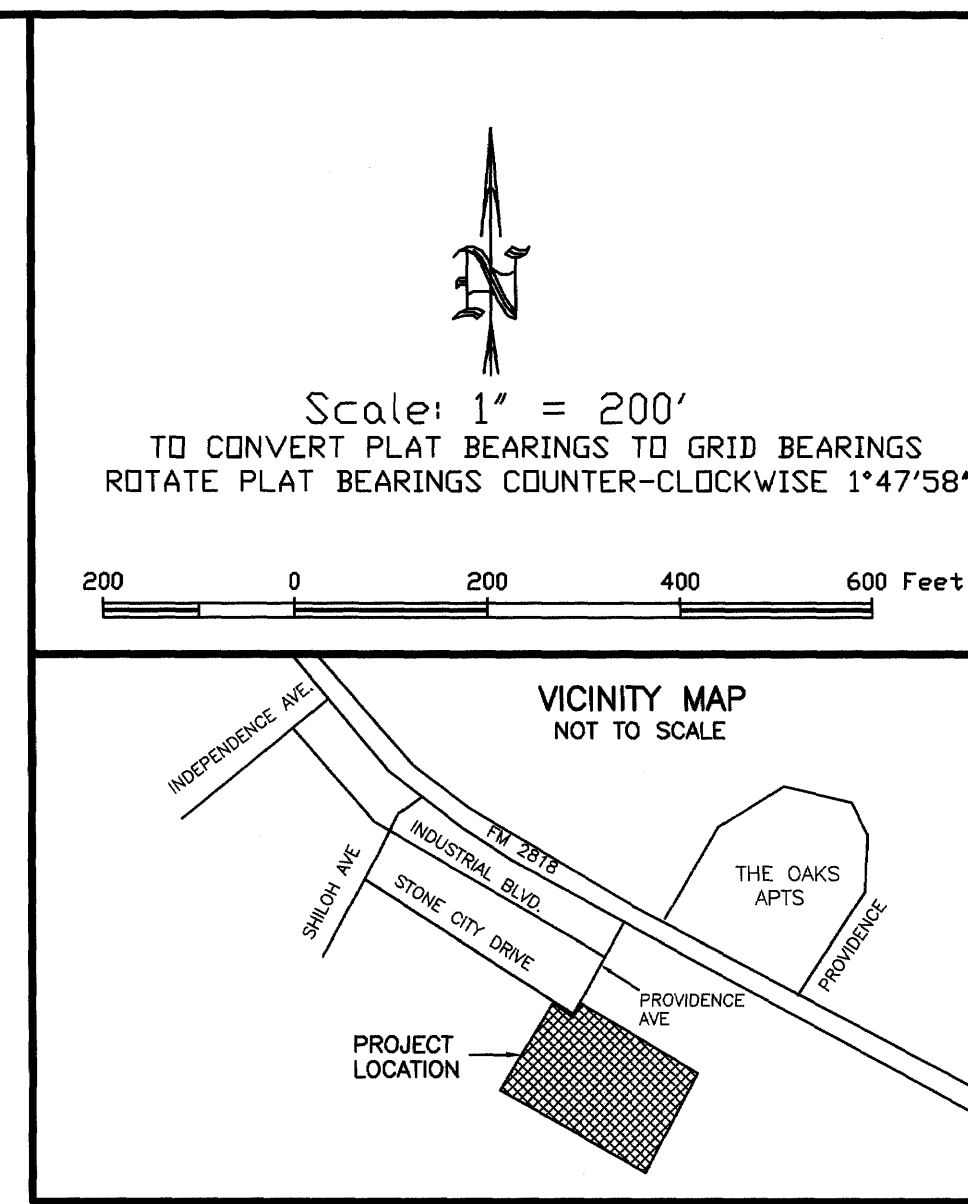 N
Scale: 1" = 200'
TO CONVERT PLAT BEARINGS TO GRID BEARINGS
ROTATE PLAT BEARINGS COUNTER-CLOCKWISE 1°47'58"
200 0 200 400 600 Feet
VICINITY MAP
NOT TO SCALE
INDEPENDENCE AVE.
FM 2818
INDUSTRIAL BLVD.
SHILOH AVE
STONE CITY DRIVE
THE OAKS
APTS
PROVIDENCE
PROVIDENCE
AVE
PROJECT
LOCATION